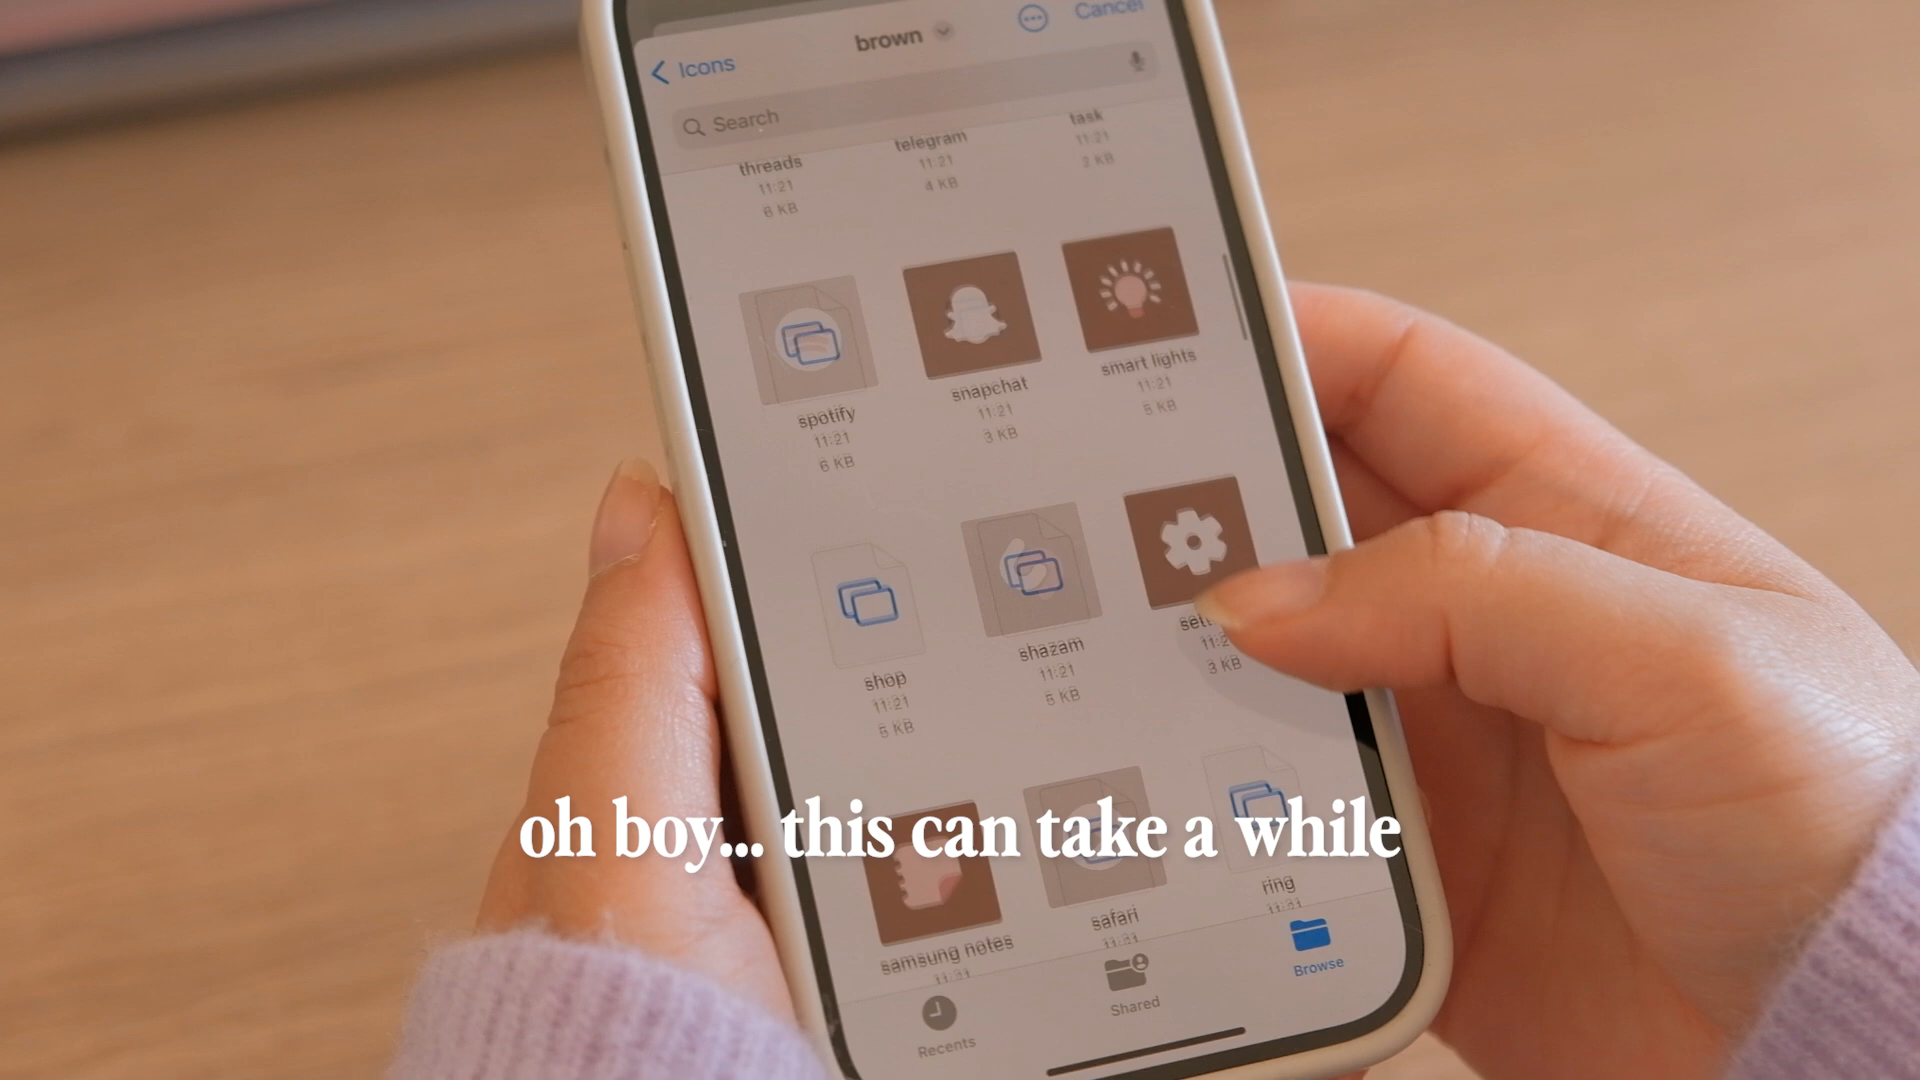 Icons
brown
Cancel
Search
threads
11:21
6 KB
telegram
11:21
4 KB
task
11:21
2 KB
spotify
11:21
6 KB
snapchat
11:21
3 KB
smart lights
11:21
5 KB
shop
11:21
5 KB
shazam
11:21
5 KB
3 KB
oh boy... this can take a while
samsung notes
safari
ring
Recents
Shared
Browse